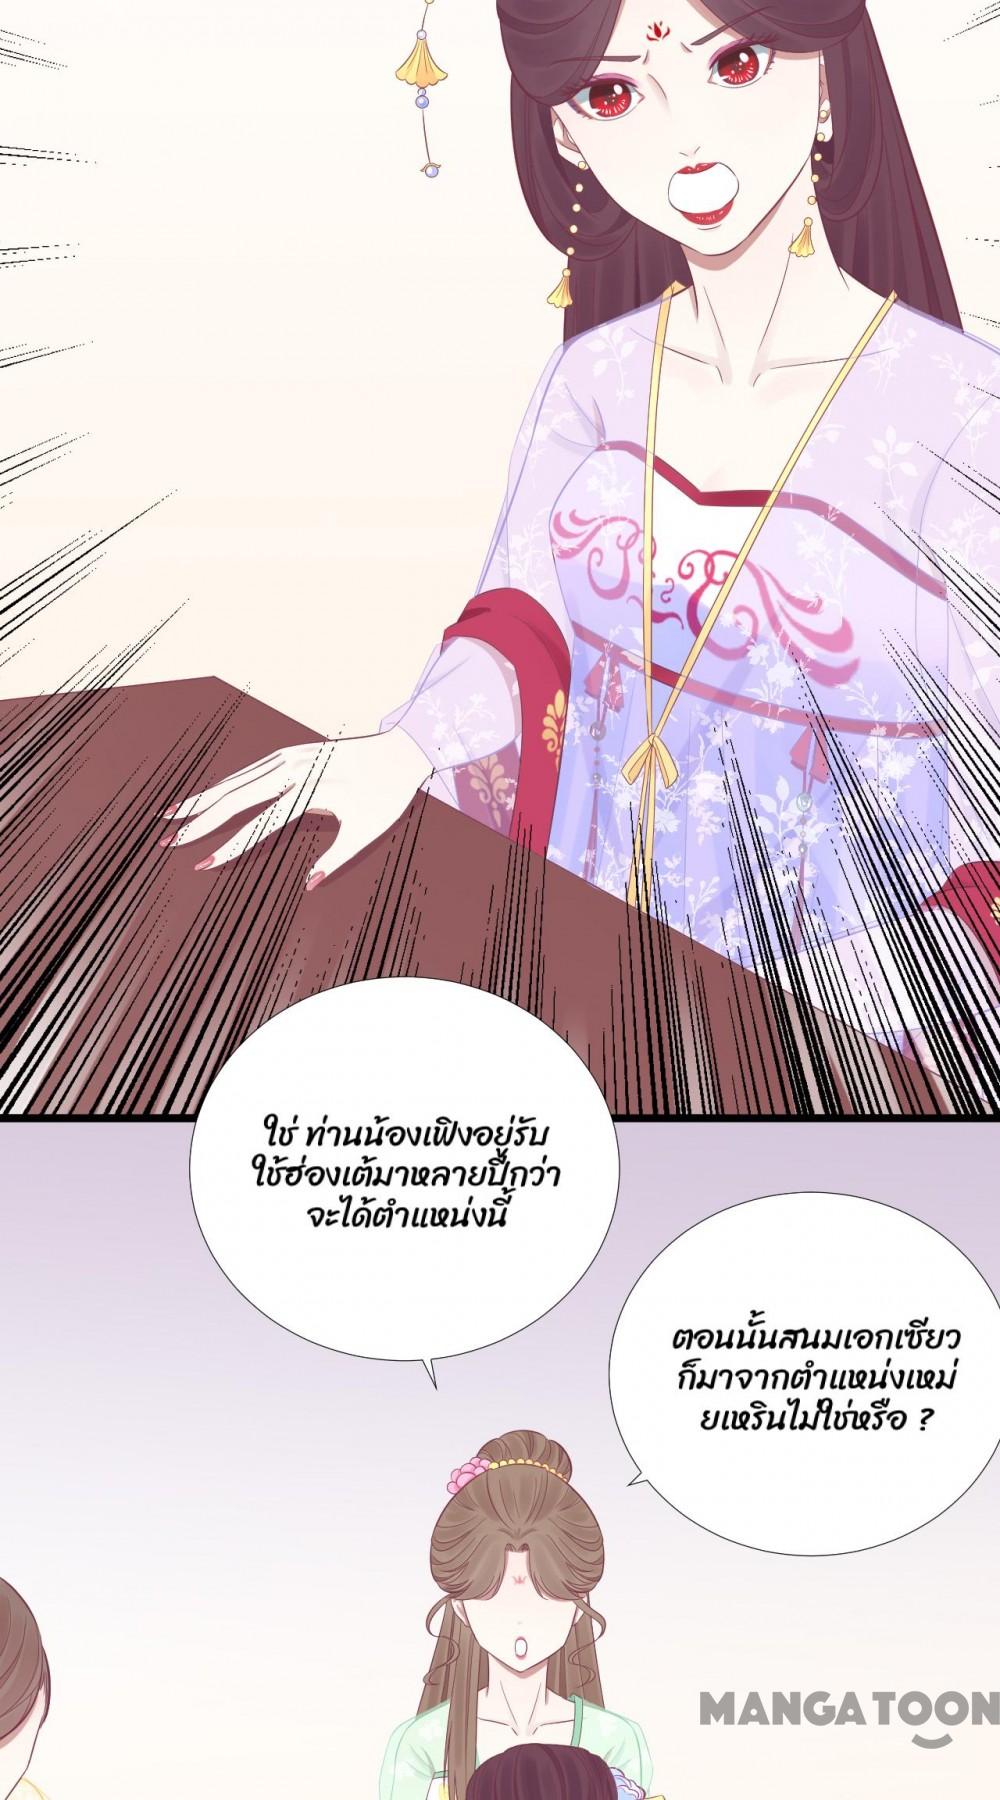 ใช่ ท่านน้องเฟิงอยู่รับ
ใช้ฮ่องเต้มาหลายปีกว่า
จะได้ตำแหน่งนี้
ตอนนั้นสนมเอกเซียว
ก็มาจากตำแหน่งเหม่
ยเหรินไม่ใช่หรือ ?
MANGATOON